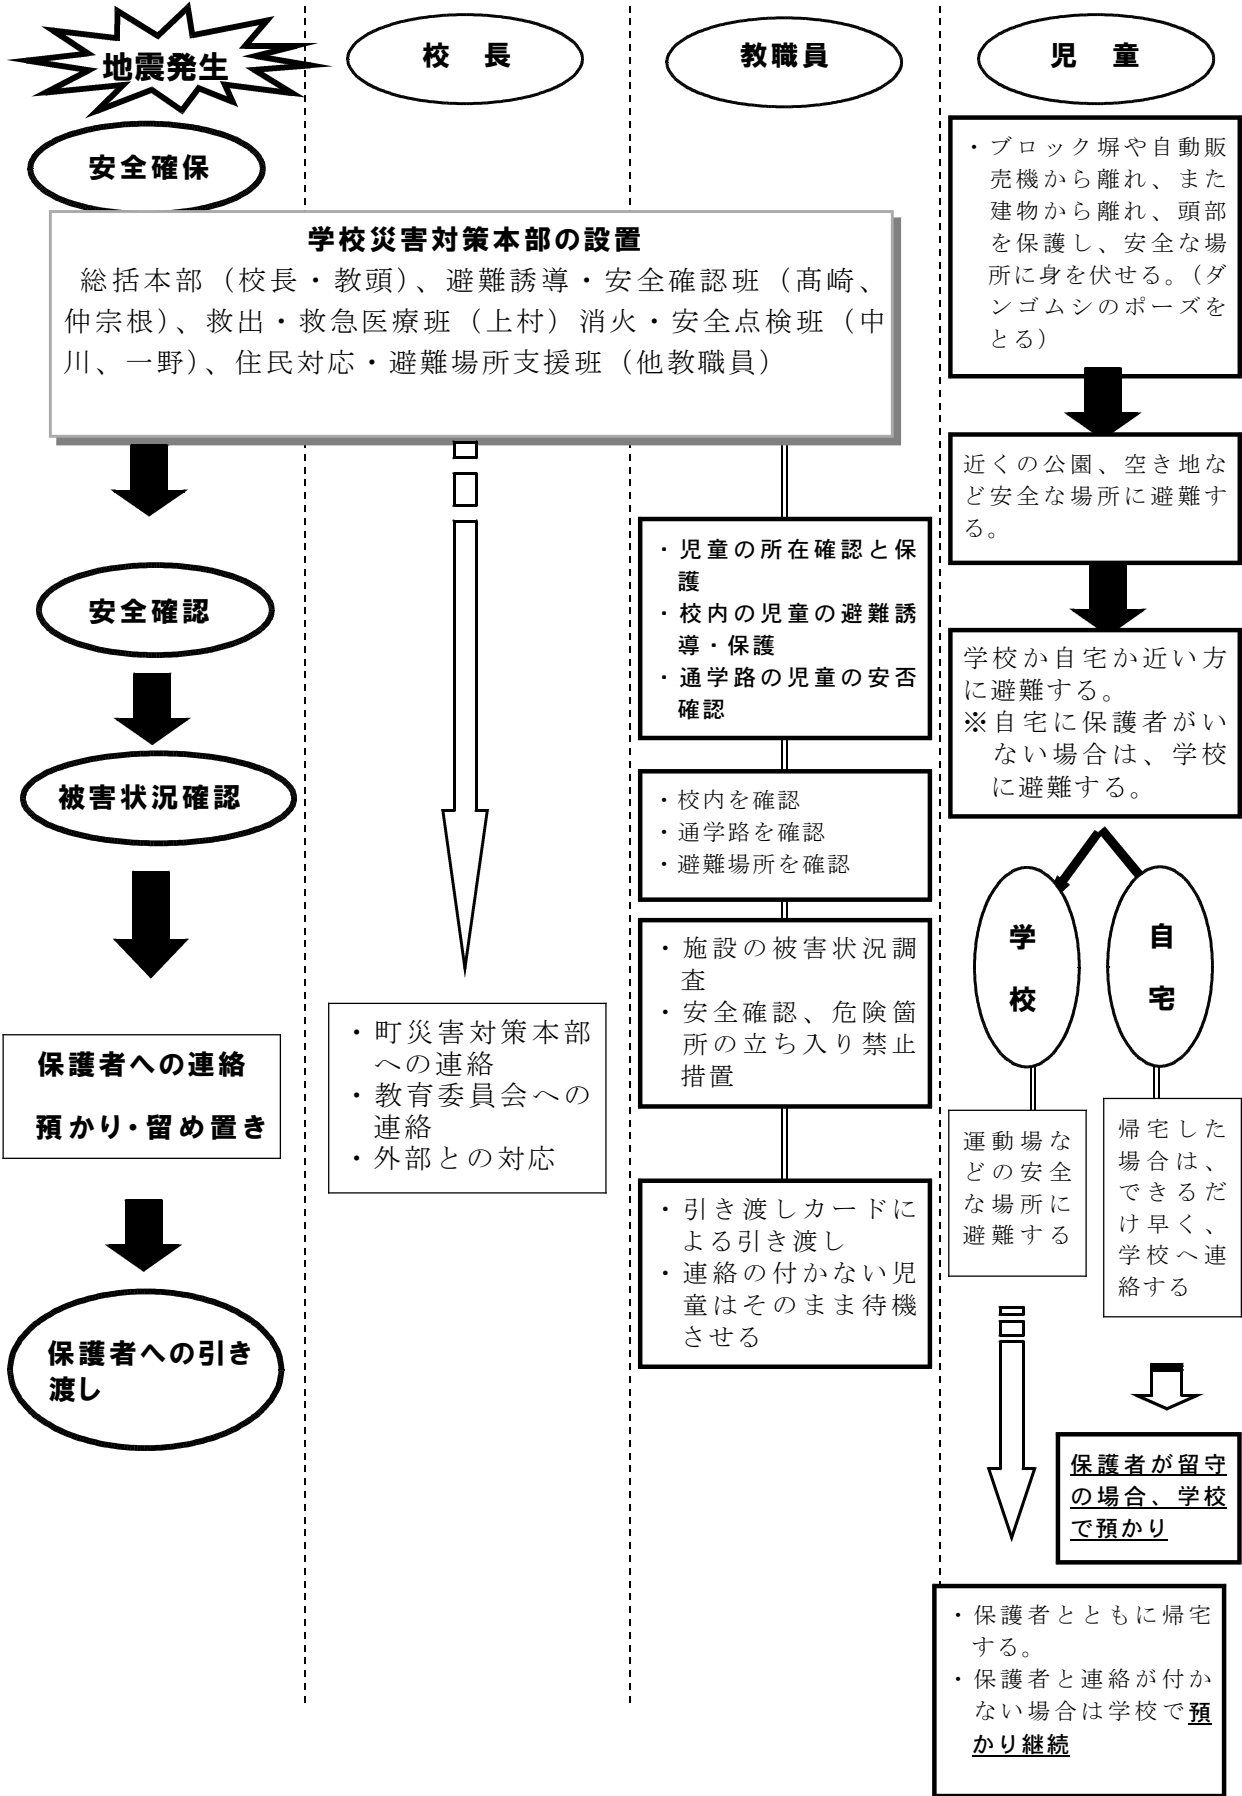 地震発生
校　長
教職員
児　童
安全確保
・ブロック塀や自動販
売機から離れ、また
建物から離れ、頭部
を保護し、安全な場
所に身を伏せる。（ダ
ンゴムシのポーズを
とる）
学校災害対策本部の設置
総括本部（校長・教頭）、避難誘導・安全確認班（髙崎、
仲宗根）、救出・救急医療班（上村）消火・安全点検班（中
川、一野）、住民対応・避難場所支援班（他教職員）
近くの公園、空き地な
ど安全な場所に避難す
る。
安全確認
・児童の所在確認と保
護
・校内の児童の避難誘
導・保護
・通学路の児童の安否
確認
学校か自宅か近い方
に避難する。
※自宅に保護者がい
ない場合は、学校
に避難する。
被害状況確認
・校内を確認
・通学路を確認
・避難場所を確認
学
校
自
宅
・施設の被害状況調
査
・安全確認、危険箇
所の立ち入り禁止
措置
保護者への連絡
預かり・留め置き
・町災害対策本部
への連絡
・教育委員会への
連絡
・外部との対応
運動場な
どの安全
な場所に
避難する
帰宅した
場合は、
できるだ
け早く、
学校へ連
絡する
・引き渡しカードに
よる引き渡し
・連絡の付かない児
童はそのまま待機
させる
保護者への引き
渡し
保護者が留守
の場合、学校
で預かり
・保護者とともに帰宅
する。
・保護者と連絡が付か
ない場合は学校で預
かり継続